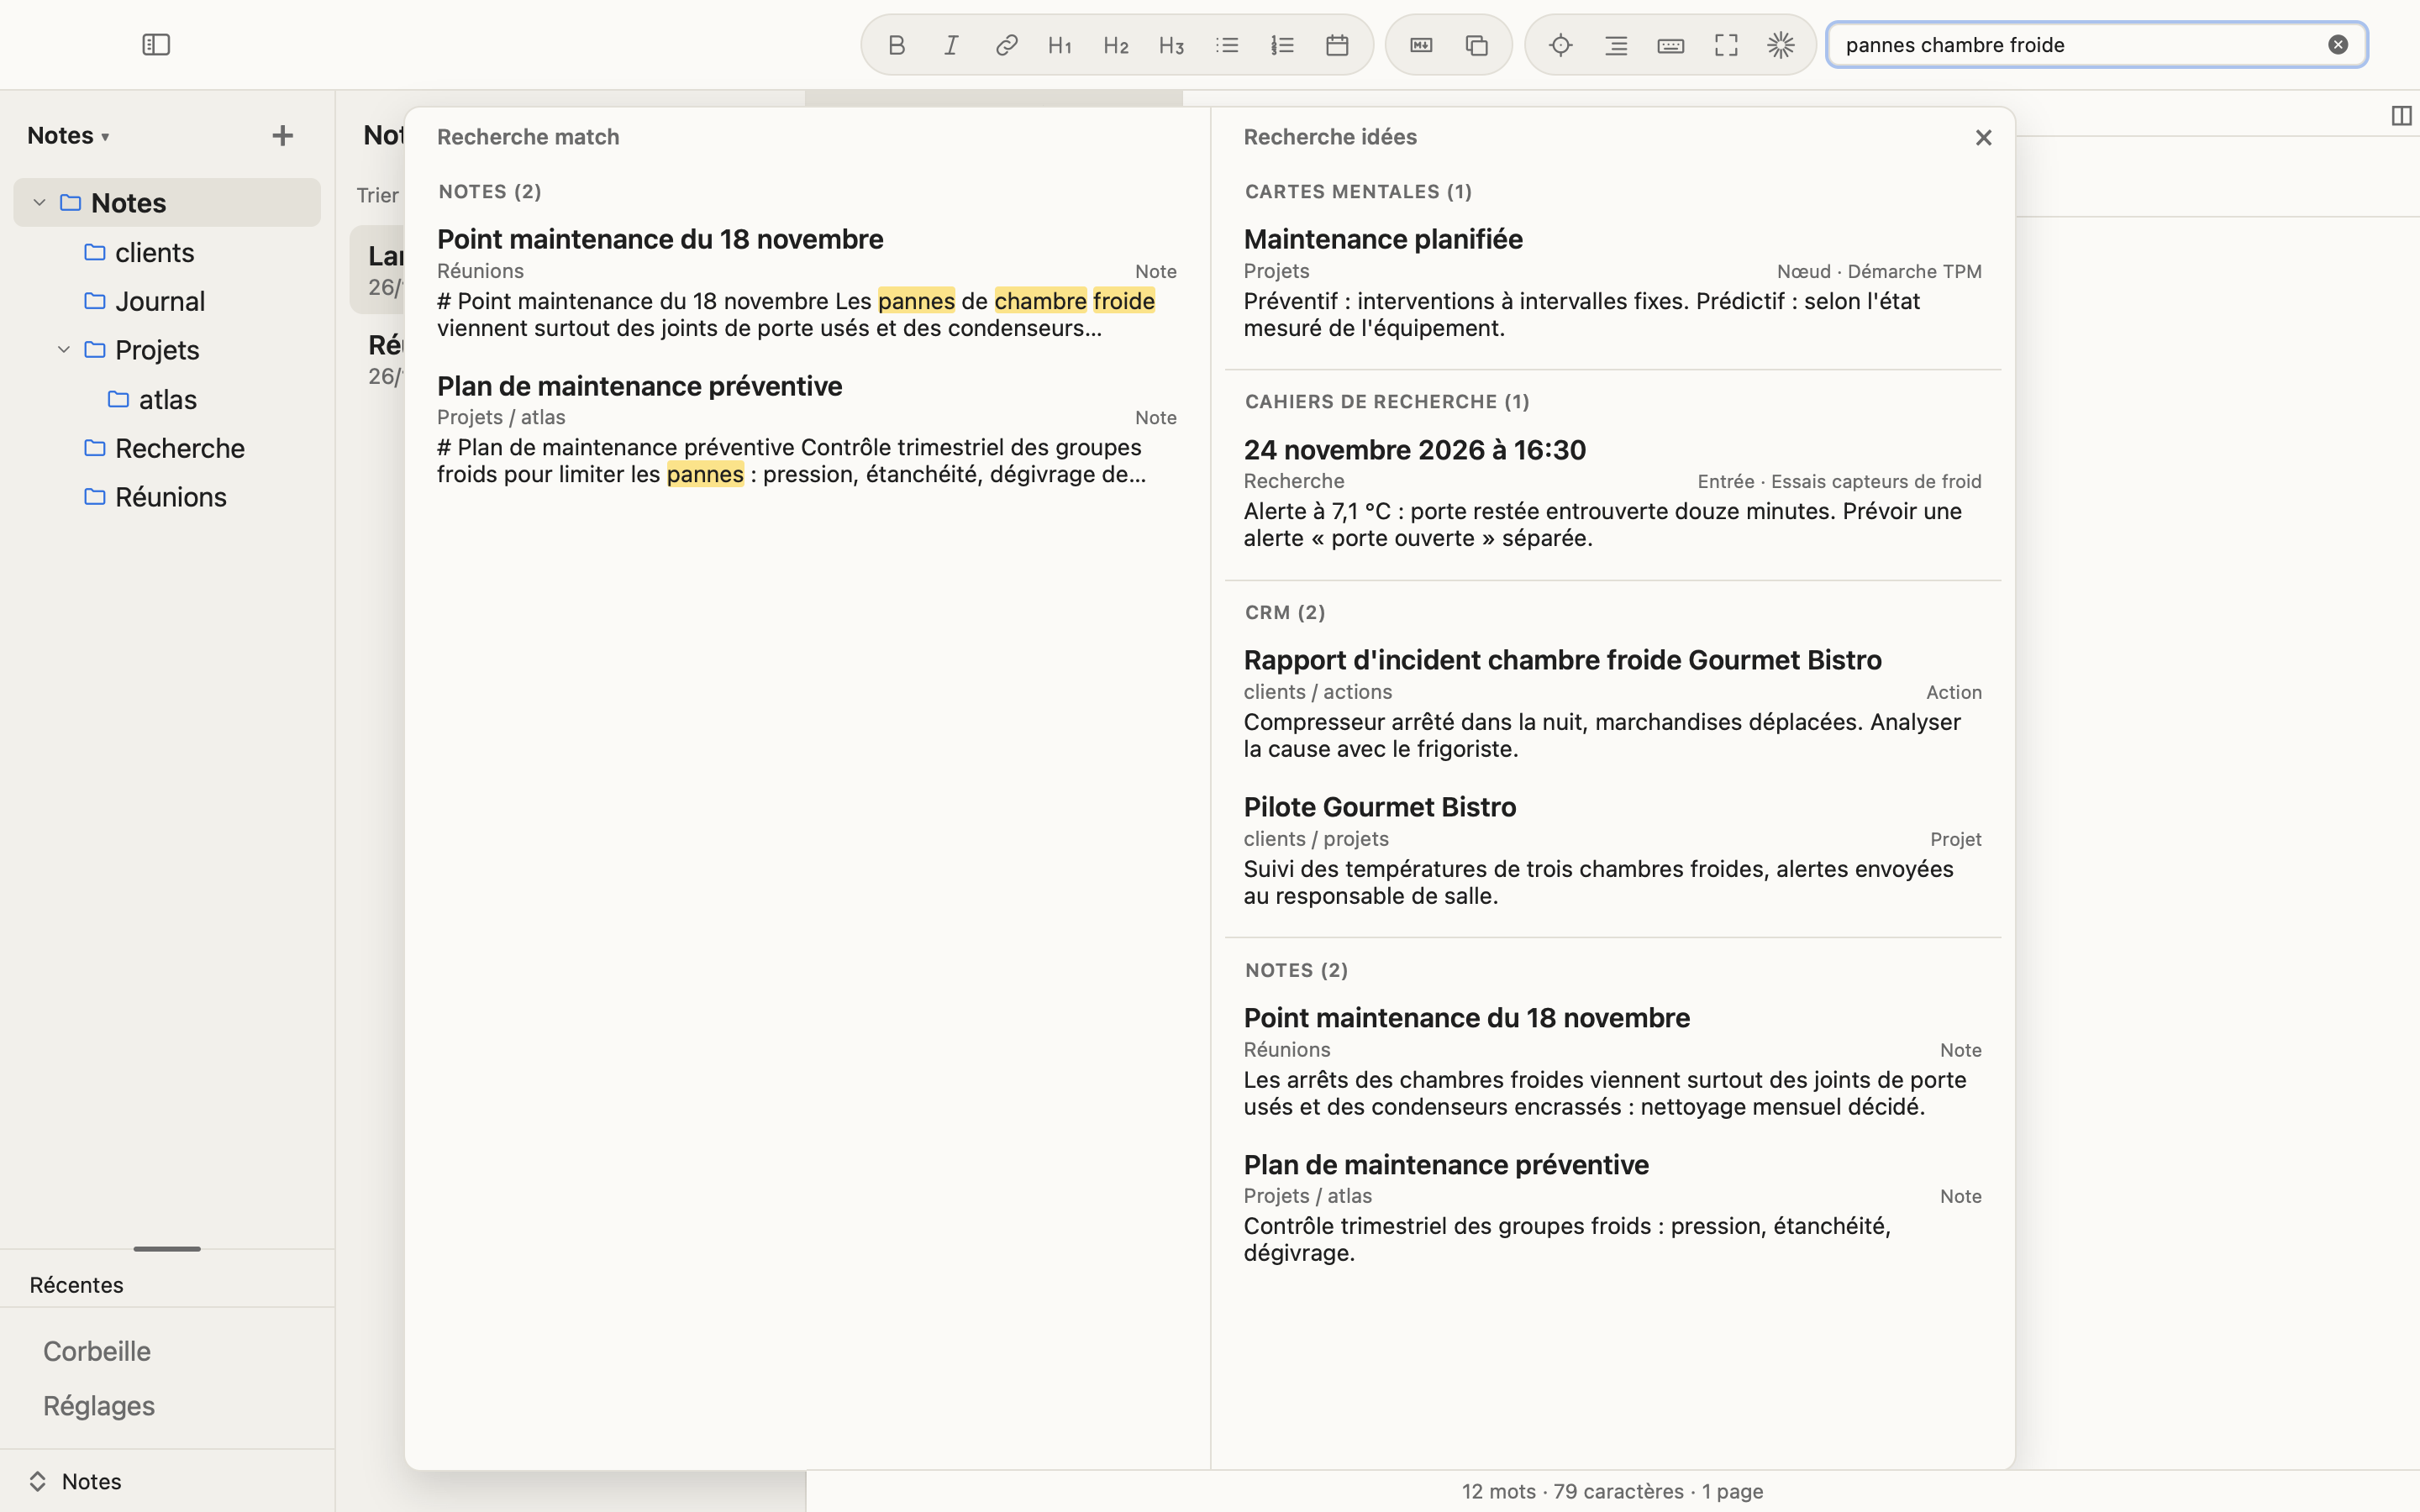 B I H1 H2 H3
pannes chambre froide
Notes
Notes
clients
Journal
Projets
atlas
Recherche
Réunions
Récentes
Corbeille
Réglages
Notes
Trier
26/
26/
Recherche match
NOTES (2)
Point maintenance du 18 novembre
Réunions Note
# Point maintenance du 18 novembre Les pannes de chambre froide
viennent surtout des joints de porte usés et des condenseurs...
Plan de maintenance préventive
Projets / atlas Note
# Plan de maintenance préventive Contrôle trimestriel des groupes
froids pour limiter les pannes : pression, étanchéité, dégivrage de...
Recherche idées
CARTES MENTALES (1)
Maintenance planifiée
Projets Nœud · Démarche TPM
Préventif : interventions à intervalles fixes. Prédictif : selon l'état
mesuré de l'équipement.
CAHIERS DE RECHERCHE (1)
24 novembre 2026 à 16:30
Recherche Entrée · Essais capteurs de froid
Alerte à 7,1 °C : porte restée entrouverte douze minutes. Prévoir une
alerte « porte ouverte » séparée.
CRM (2)
Rapport d'incident chambre froide Gourmet Bistro
clients / actions Action
Compresseur arrêté dans la nuit, marchandises déplacées. Analyser
la cause avec le frigoriste.
Pilote Gourmet Bistro
clients / projets Projet
Suivi des températures de trois chambres froides, alertes envoyées
au responsable de salle.
NOTES (2)
Point maintenance du 18 novembre
Réunions Note
Les arrêts des chambres froides viennent surtout des joints de porte
usés et des condenseurs encrassés : nettoyage mensuel décidé.
Plan de maintenance préventive
Projets / atlas Note
Contrôle trimestriel des groupes froids : pression, étanchéité,
dégivrage.
12 mots · 79 caractères · 1 page